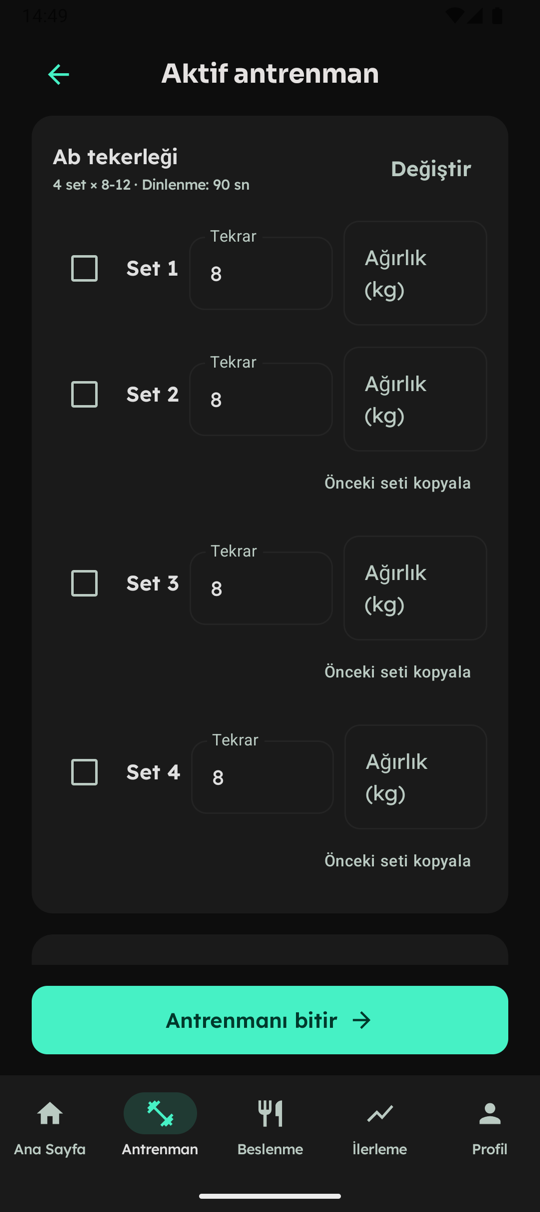 14:49
Aktif antrenman
Ab tekerleği
4 set × 8-12 · Dinlenme: 90 sn
Değiştir
Set 1
Tekrar
8
Ağırlık
(kg)
Set 2
Tekrar
8
Ağırlık
(kg)
Önceki seti kopyala
Set 3
Tekrar
8
Ağırlık
(kg)
Önceki seti kopyala
Set 4
Tekrar
8
Ağırlık
(kg)
Önceki seti kopyala
Antrenmanı bitir →
Ana Sayfa
Antrenman
Beslenme
İlerleme
Profil